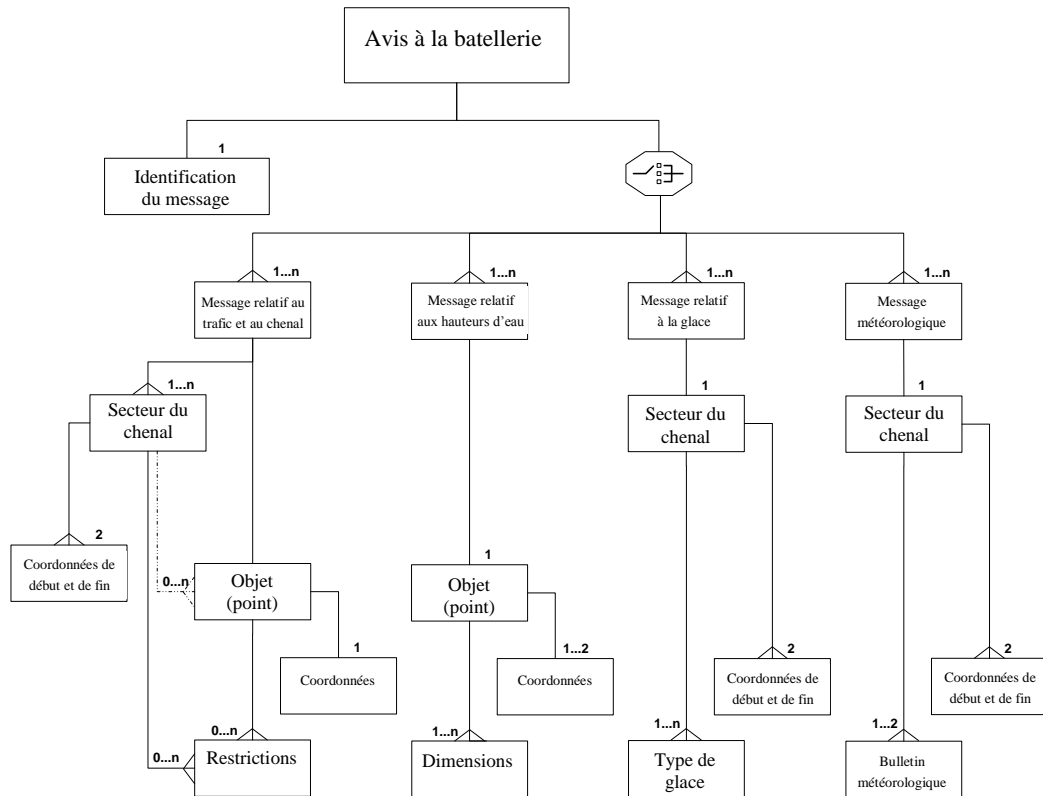 Avis à la batellerie
1
Identification
du message
1...n
1...n
1...n
1...n
Message relatif au
trafic et au chenal
Message relatif
aux hauteurs d'eau
Message relatif
à la glace
Message
météorologique
1...n
Secteur du
chenal
1
Secteur du
chenal
1
Secteur du
chenal
2
Coordonnées de
début et de fin
0...n
Objet
(point)
1
Objet
(point)
1
Coordonnées
1...2
Coordonnées
2
Coordonnées de
début et de fin
2
Coordonnées de
début et de fin
0...n
0...n
Restrictions
1...n
Dimensions
1...n
Type de
glace
1...2
Bulletin
météorologique